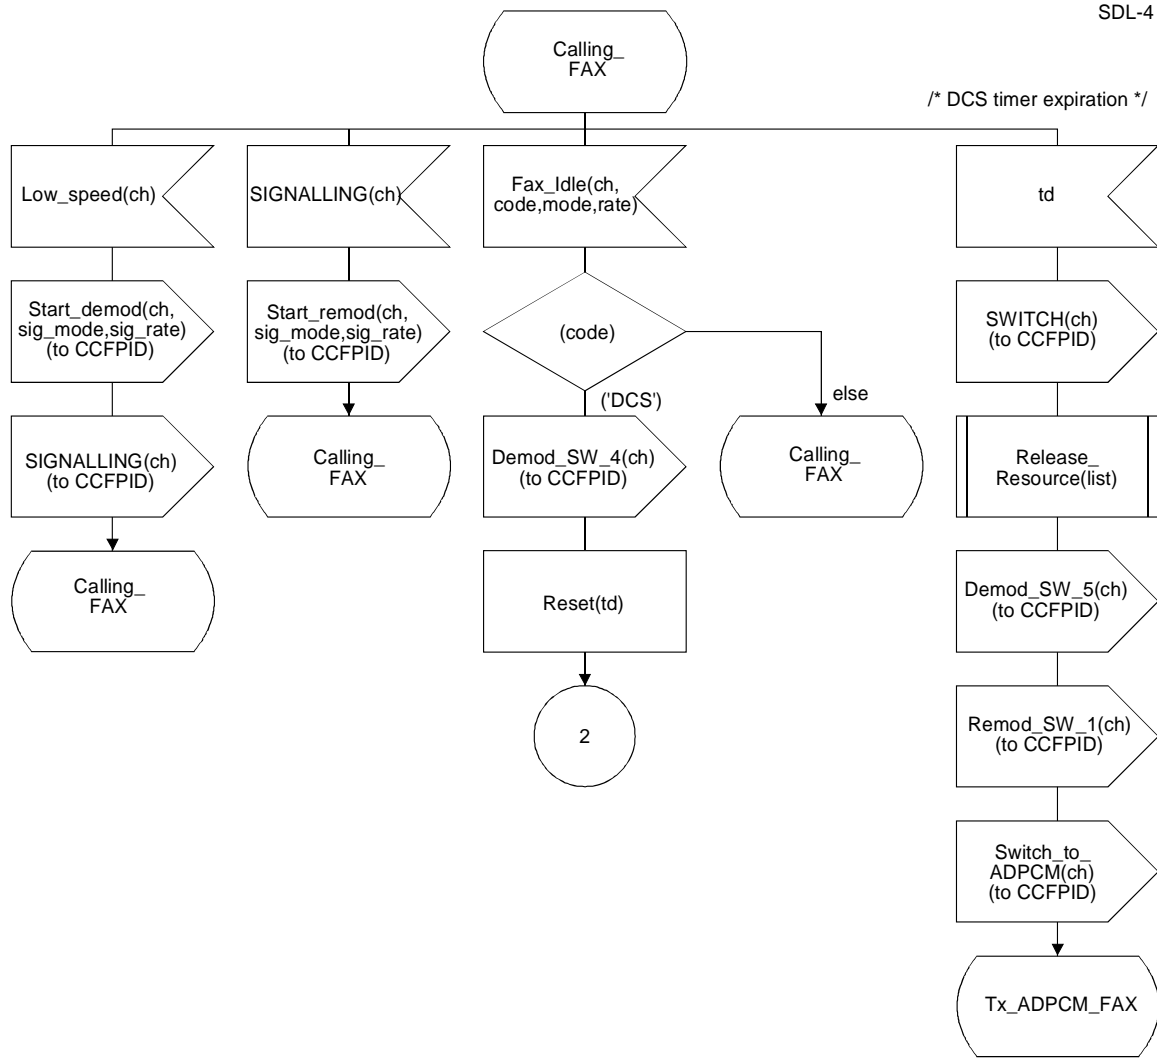 SDL-4
Calling_
FAX
/* DCS timer expiration */
Low_speed(ch)
SIGNALLING(ch)
Fax_Idle(ch,
code,mode,rate)
td
Start_demod(ch,
sig_mode,sig_rate)
(to CCFPID)
Start_remod(ch,
sig_mode,sig_rate)
(to CCFPID)
(code)
SWITCH(ch)
(to CCFPID)
('DCS')
else
SIGNALLING(ch)
(to CCFPID)
Calling_
FAX
Demod_SW_4(ch)
(to CCFPID)
Calling_
FAX
Release_
Resource(list)
Calling_
FAX
Reset(td)
Demod_SW_5(ch)
(to CCFPID)
2
Remod_SW_1(ch)
(to CCFPID)
Switch_to_
ADPCM(ch)
(to CCFPID)
Tx_ADPCM_FAX